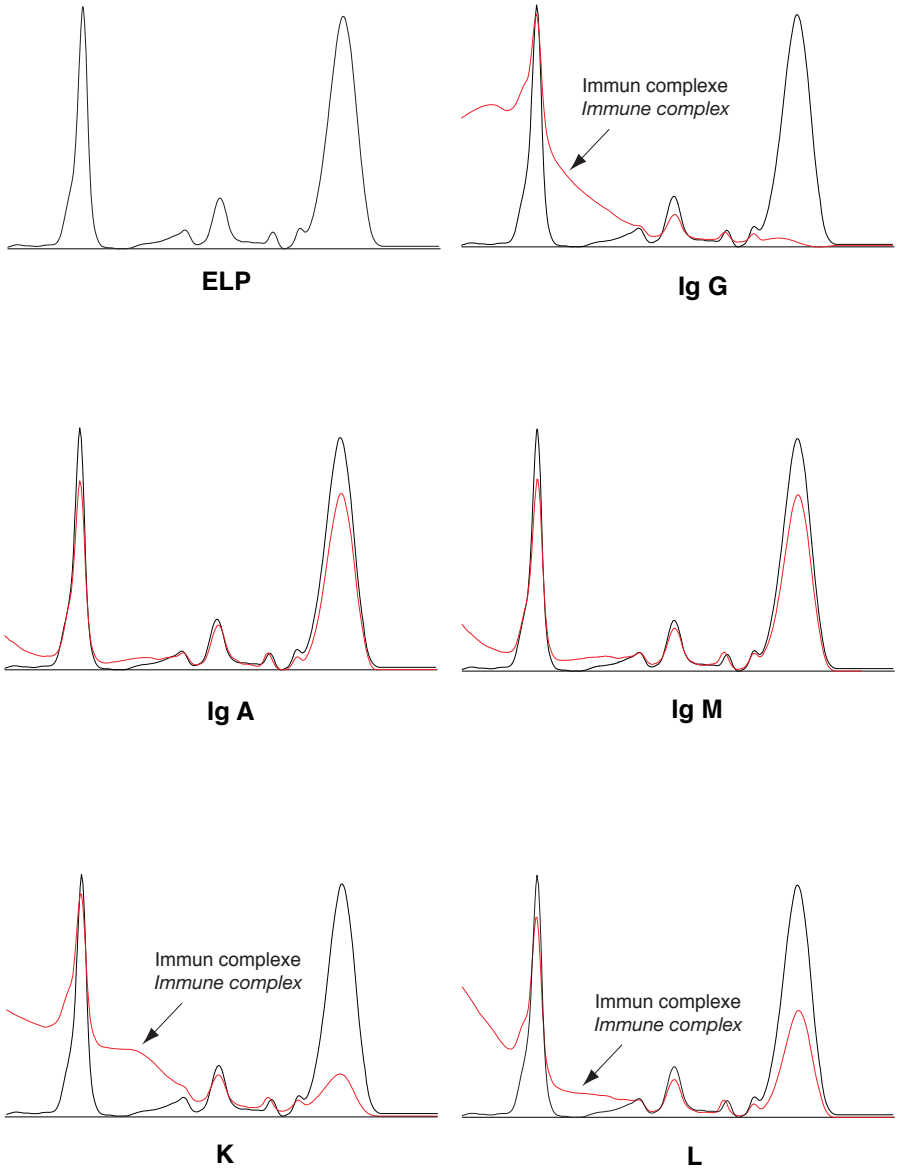 ELP
Immun complexe
Immune complex
Ig G
Ig A
Ig M
Immun complexe
Immune complex
K
Immun complexe
Immune complex
L